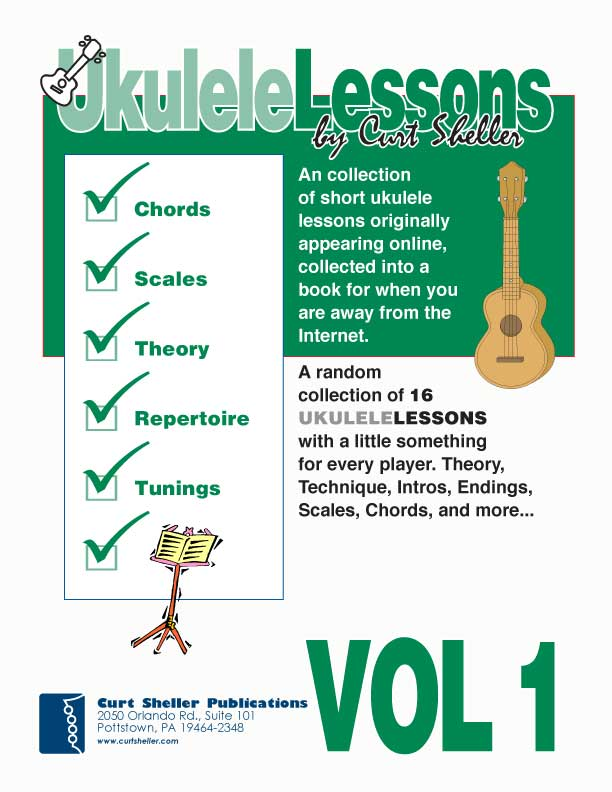 UkuleleLessons
by Curt Sheller
Chords
Scales
Theory
Repertoire
Tunings
An collection
of short ukulele
lessons originally
appearing online,
collected into a
book for when you
are away from the
Internet.
A random
collection of 16
UKULELELESSONS
with a little something
for every player. Theory,
Technique, Intros, Endings,
Scales, Chords, and more...
VOL 1
Curt Sheller Publications
2050 Orlando Rd., Suite 101
Pottstown, PA 19464-2348
www.curtsheller.com